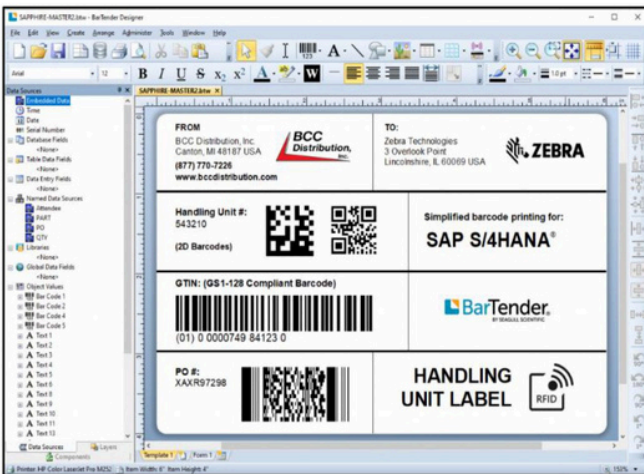 SAPPHIRE-MASTER2.btw - BarTender Designer
File Edit View Create Arrange Administer Tools Window Help
Arial 12 B I U S x₂ x² A W 1.0 pt
Data Sources
SAPPHIRE-MASTER2.btw
Embedded Data
Time
Date
Serial Number
Database Fields
<None>
Table Data Fields
<None>
Data Entry Fields
<None>
Named Data Sources
Attendee
PART
PO
QTY
Libraries
<None>
Global Data Fields
<None>
Object Values
Bar Code 1
Bar Code 2
Bar Code 4
Bar Code 5
Text 1
Text 2
Text 3
Text 4
Text 5
Text 6
Text 8
Text 9
Text 10
Text 11
Text 13
Data Sources Layers
Components
FROM
BCC Distribution, Inc.
Canton, MI 48187 USA
(877) 770-7226
www.bccdistribution.com
BCC
Distribution,
Inc.
TO:
Zebra Technologies
3 Overlook Point
Lincolnshire, IL 60069 USA
ZEBRA
Handling Unit #:
543210
(2D Barcodes)
Simplified barcode printing for:
SAP S/4HANA®
GTIN: (GS1-128 Compliant Barcode)
(01) 0 0000749 84123 0
BarTender.
BY SEAGULL SCIENTIFIC
PO #:
XAXR97298
HANDLING
UNIT LABEL
RFID
Template 1 Form 1
Printer: HP Color LaserJet Pro M252 Item Width: 6" Item Height: 4"